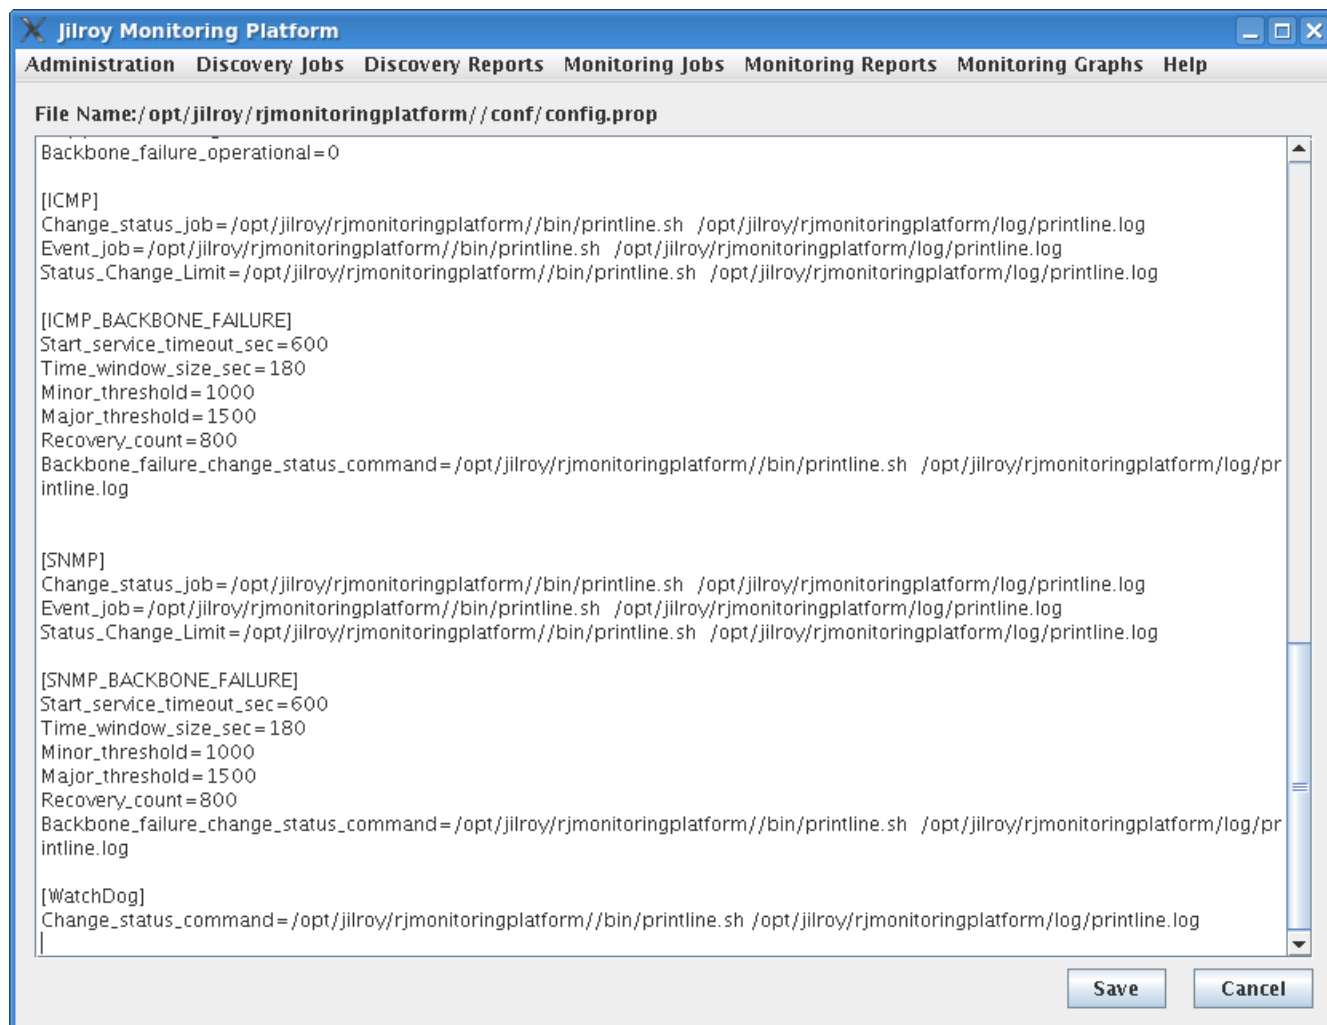 Jilroy Monitoring Platform
Administration Discovery Jobs Discovery Reports Monitoring Jobs Monitoring Reports Monitoring Graphs Help
File Name:/opt/jilroy/rjmonitoringplatform//conf/config.prop
Backbone_failure_operational=0
[ICMP]
Change_status_job=/opt/jilroy/rjmonitoringplatform//bin/printline.sh  /opt/jilroy/rjmonitoringplatform/log/printline.log
Event_job=/opt/jilroy/rjmonitoringplatform//bin/printline.sh  /opt/jilroy/rjmonitoringplatform/log/printline.log
Status_Change_Limit=/opt/jilroy/rjmonitoringplatform//bin/printline.sh  /opt/jilroy/rjmonitoringplatform/log/printline.log
[ICMP_BACKBONE_FAILURE]
Start_service_timeout_sec=600
Time_window_size_sec=180
Minor_threshold=1000
Major_threshold=1500
Recovery_count=800
Backbone_failure_change_status_command=/opt/jilroy/rjmonitoringplatform//bin/printline.sh  /opt/jilroy/rjmonitoringplatform/log/pr
intline.log
[SNMP]
Change_status_job=/opt/jilroy/rjmonitoringplatform//bin/printline.sh  /opt/jilroy/rjmonitoringplatform/log/printline.log
Event_job=/opt/jilroy/rjmonitoringplatform//bin/printline.sh  /opt/jilroy/rjmonitoringplatform/log/printline.log
Status_Change_Limit=/opt/jilroy/rjmonitoringplatform//bin/printline.sh  /opt/jilroy/rjmonitoringplatform/log/printline.log
[SNMP_BACKBONE_FAILURE]
Start_service_timeout_sec=600
Time_window_size_sec=180
Minor_threshold=1000
Major_threshold=1500
Recovery_count=800
Backbone_failure_change_status_command=/opt/jilroy/rjmonitoringplatform//bin/printline.sh  /opt/jilroy/rjmonitoringplatform/log/pr
intline.log
[WatchDog]
Change_status_command=/opt/jilroy/rjmonitoringplatform//bin/printline.sh /opt/jilroy/rjmonitoringplatform/log/printline.log
Save Cancel